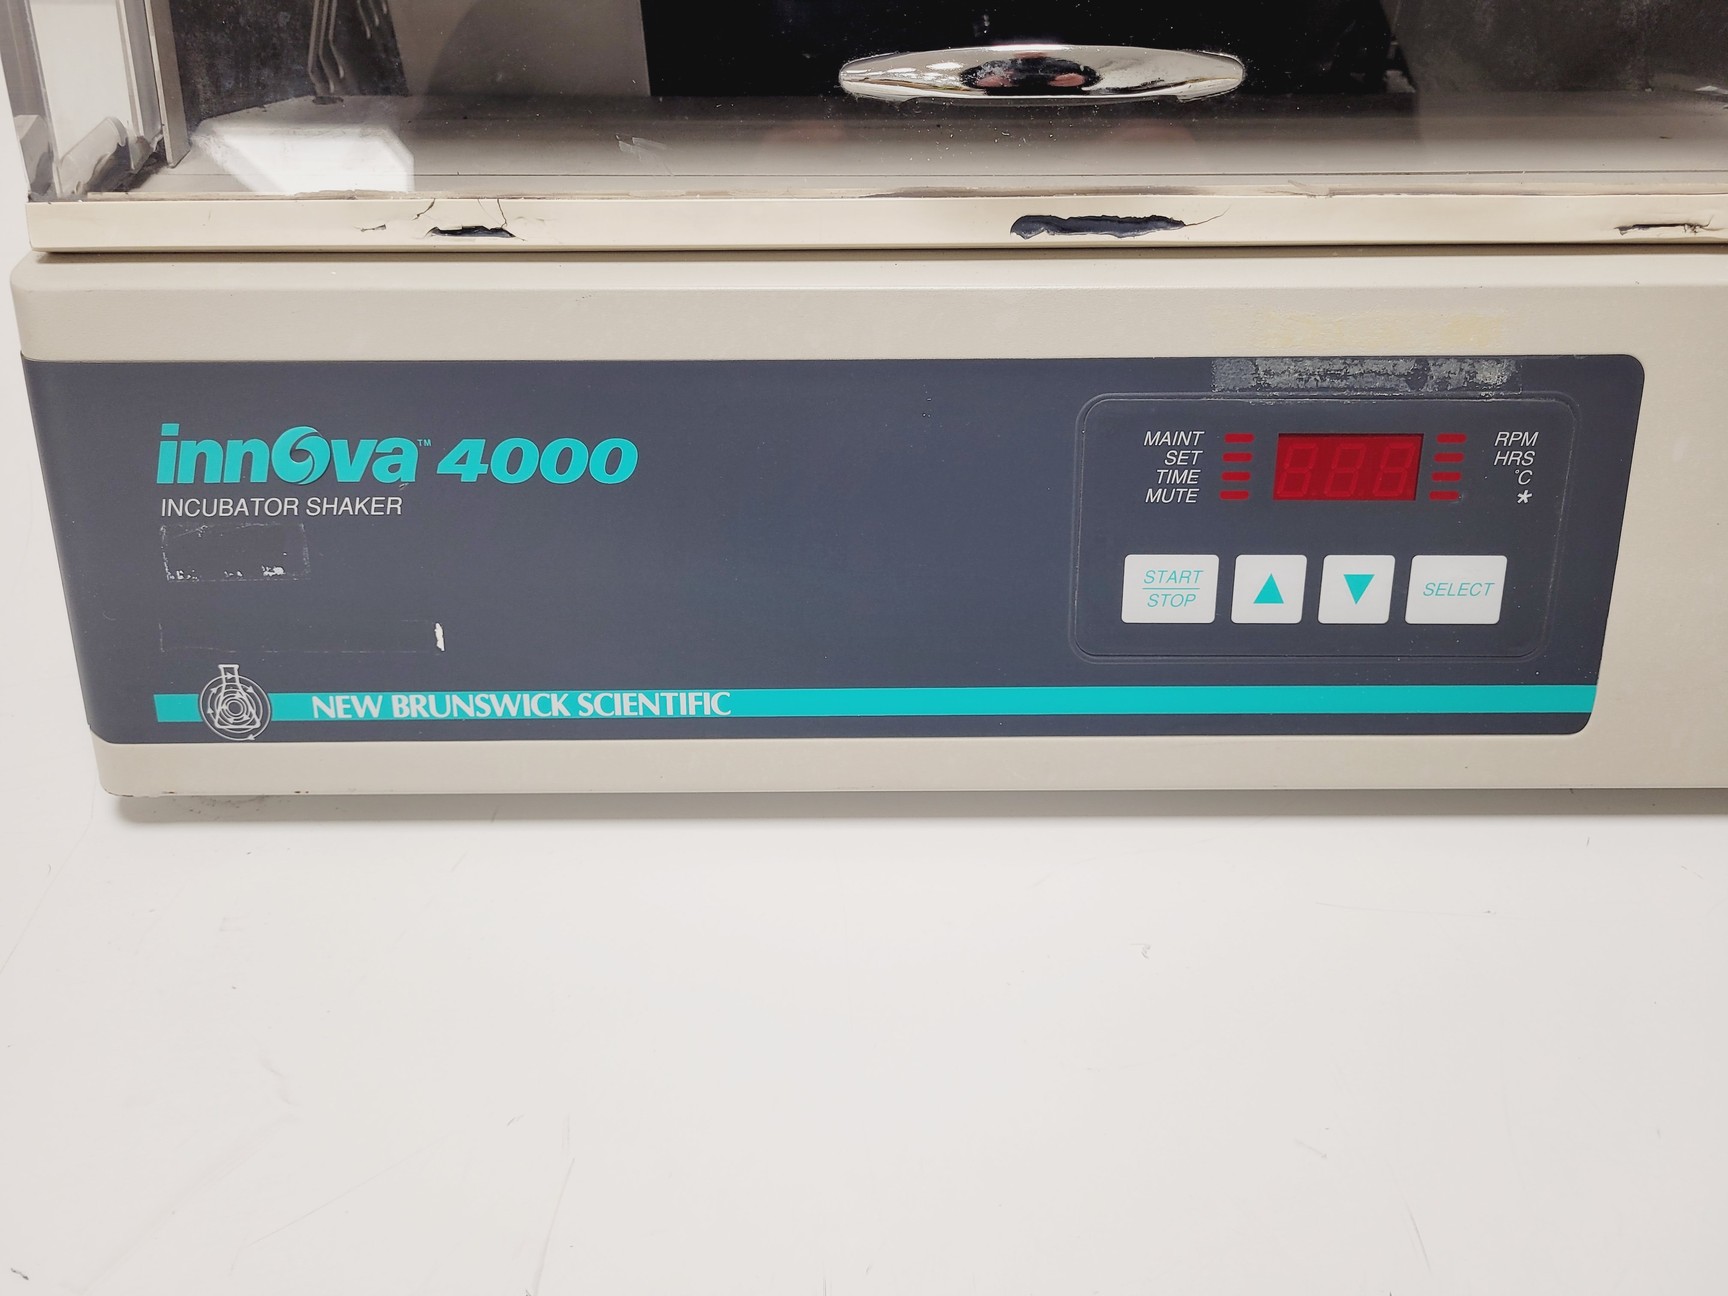 innova™ 4000
INCUBATOR SHAKER
NEW BRUNSWICK SCIENTIFIC
MAINT
SET
TIME
MUTE
RPM
HRS
°C
*
START
STOP
▲
▼
SELECT